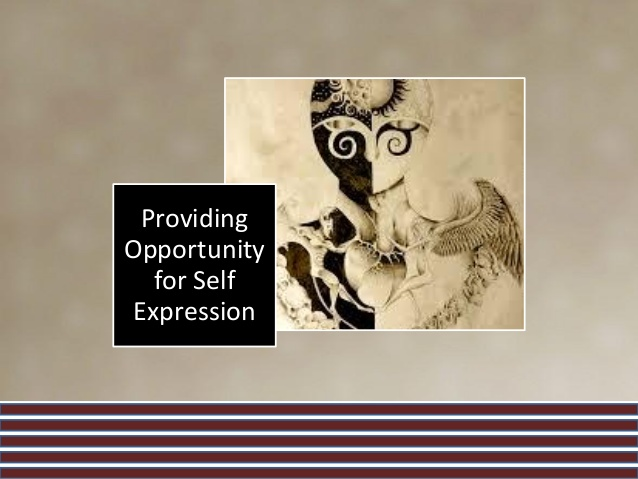 Providing
Opportunity
for Self
Expression